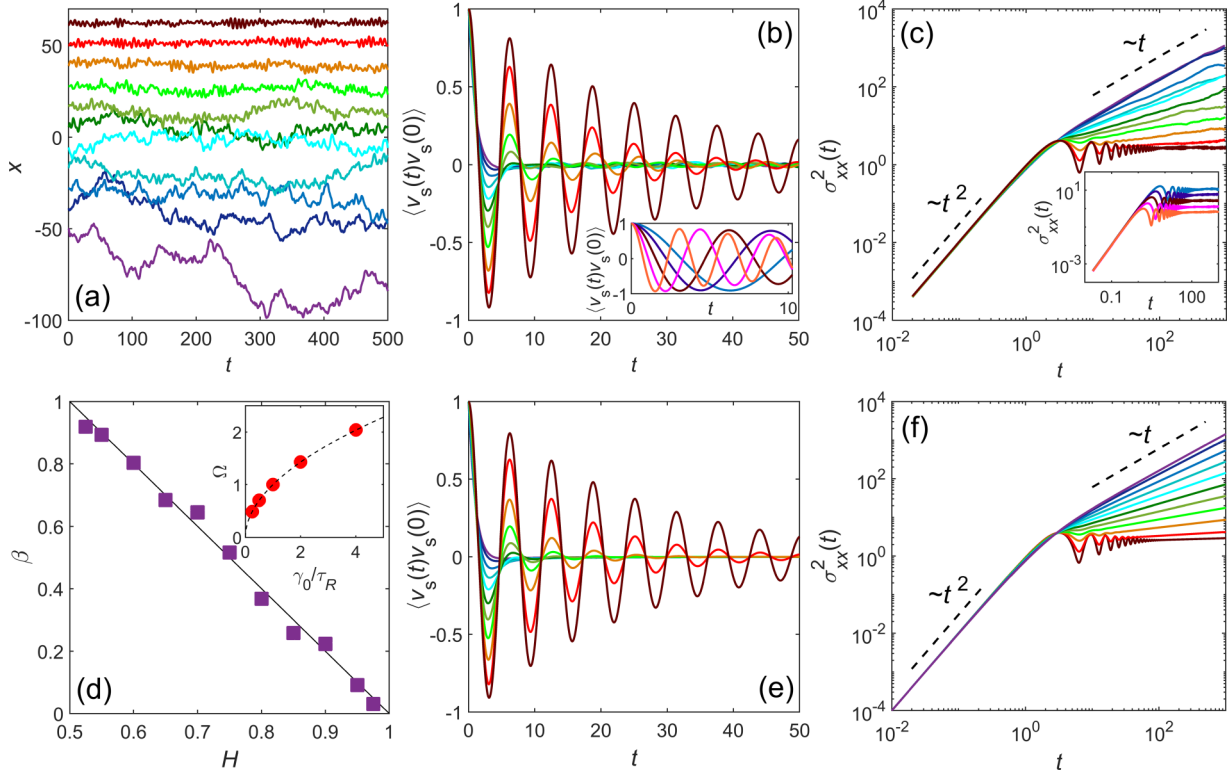 (a)
x
50
0
-50
-100
0 100 200 300 400 500
t
(b)
⟨v_s(t)v_s(0)⟩
1
0.5
0
-0.5
-1
0 10 20 30 40 50
t
⟨v_s(t)v_s(0)⟩
1
0
-1
0 t 10
(c)
σ²_xx(t)
10^4
10^2
10^0
10^-2
10^-4
10^-2 10^0 10^2
t
~t
~t^2
σ²_xx(t)
10^1
10^-3
0.1 t 100
(d)
β
1
0.8
0.6
0.4
0.2
0
0.5 0.6 0.7 0.8 0.9 1
H
Ω
2
1
0
0 2 4
γ_0/τ_R
(e)
⟨v_s(t)v_s(0)⟩
1
0.5
0
-0.5
-1
0 10 20 30 40 50
t
(f)
σ²_xx(t)
10^4
10^2
10^0
10^-2
10^-4
10^-2 10^0 10^2
t
~t
~t^2